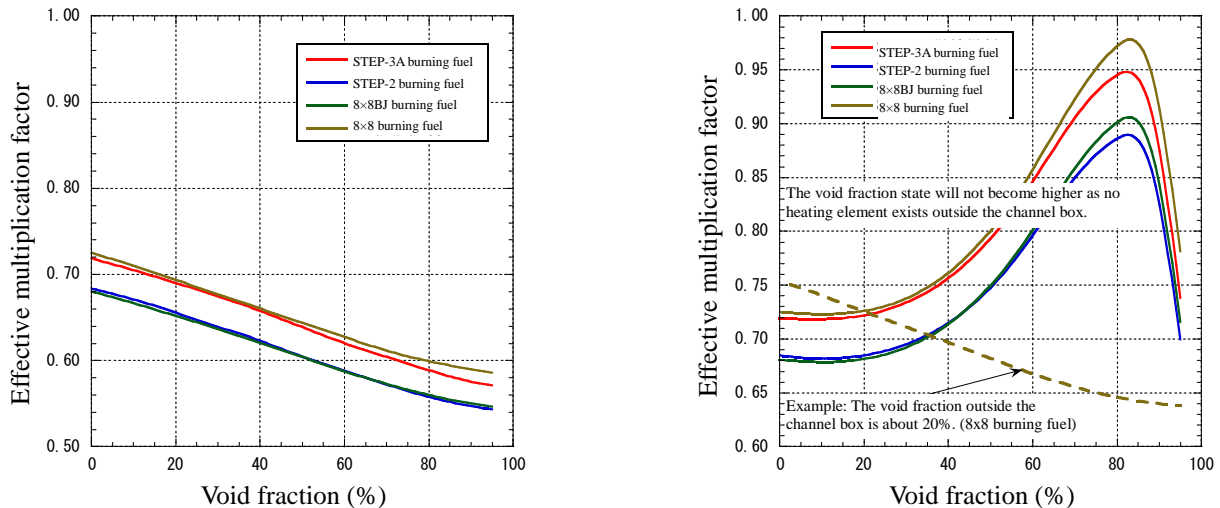 Effective multiplication factor
1.00
0.90
0.80
0.70
0.60
0.50
STEP-3A burning fuel
STEP-2 burning fuel
8×8BJ burning fuel
8×8 burning fuel
0
20
40
60
80
100
Void fraction (%)
Effective multiplication factor
1.00
0.95
0.90
0.85
0.80
0.75
0.70
0.65
0.60
STEP-3A burning fuel
STEP-2 burning fuel
8×8BJ burning fuel
8×8 burning fuel
The void fraction state will not become higher as no
heating element exists outside the channel box.
Example: The void fraction outside the
channel box is about 20%. (8x8 burning fuel)
0
20
40
60
80
100
Void fraction (%)